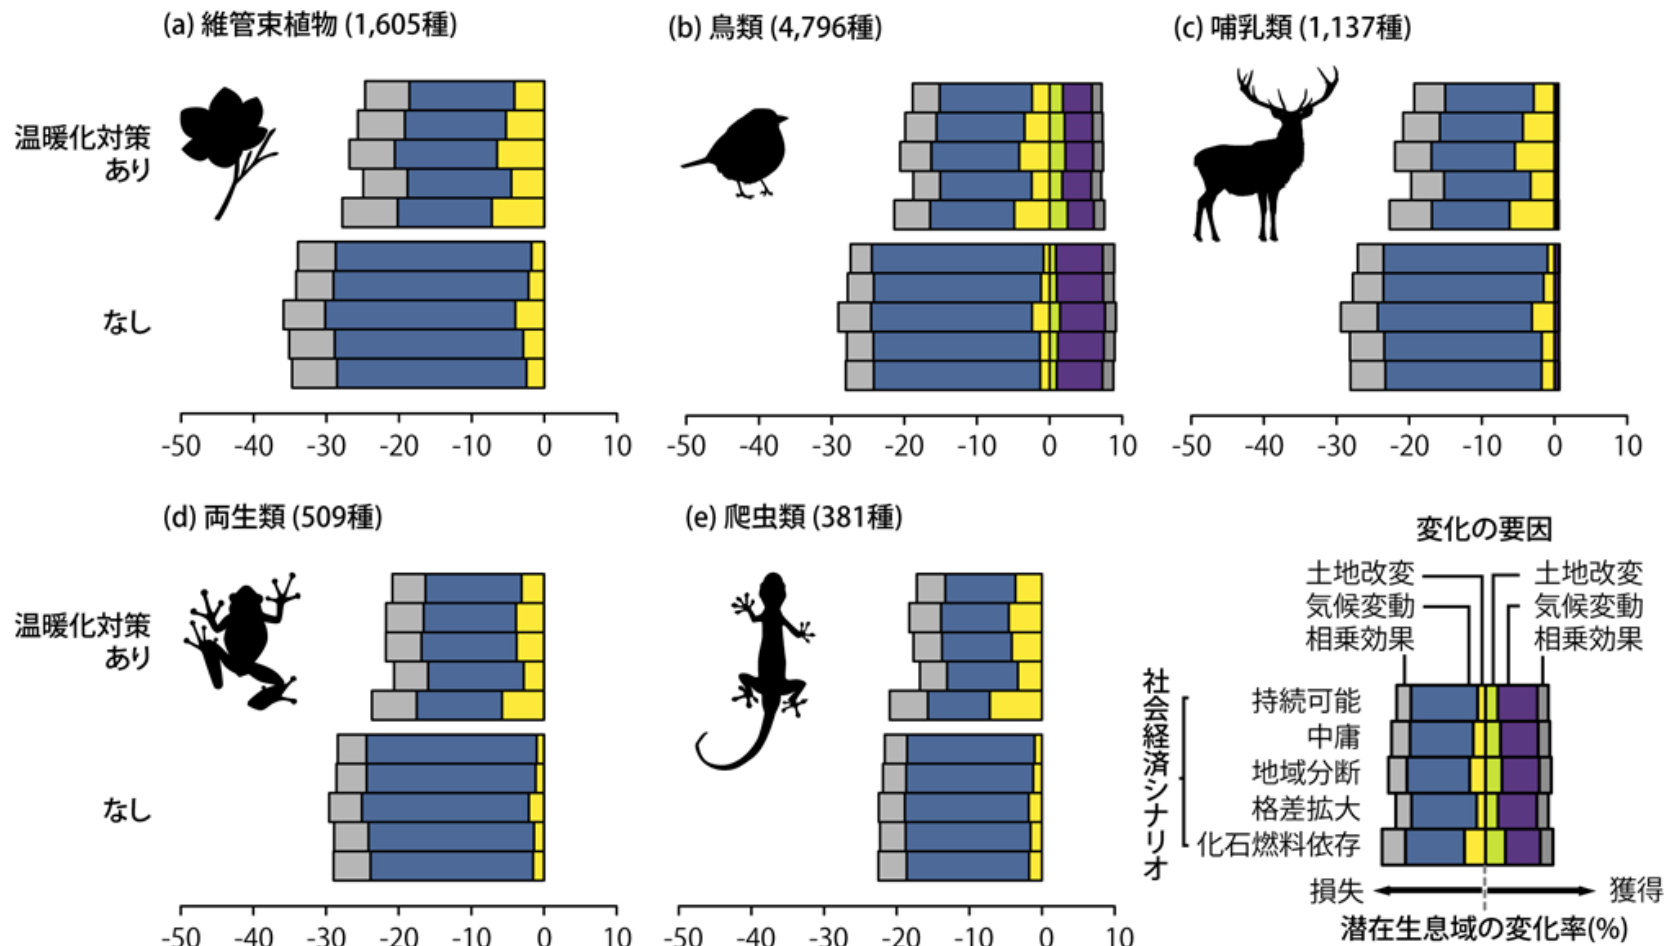 (a) 維管束植物 (1,605種)
(b) 鳥類 (4,796種)
(c) 哺乳類 (1,137種)
温暖化対策
あり
なし
-50 -40 -30 -20 -10 0 10
-50 -40 -30 -20 -10 0 10
-50 -40 -30 -20 -10 0 10
(d) 両生類 (509種)
(e) 爬虫類 (381種)
温暖化対策
あり
なし
-50 -40 -30 -20 -10 0 10
-50 -40 -30 -20 -10 0 10
変化の要因
土地改変
気候変動
相乗効果
土地改変
気候変動
相乗効果
社会経済シナリオ
持続可能
中庸
地域分断
格差拡大
化石燃料依存
損失
獲得
潜在生息域の変化率(%)